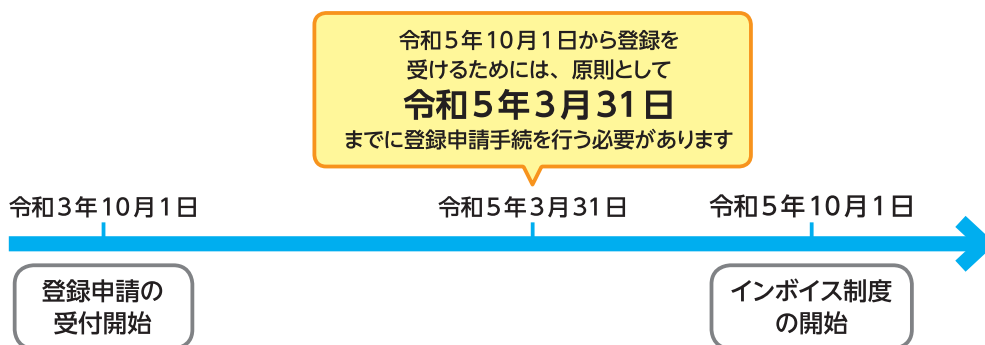 令和5年10月1日から登録を
受けるためには、原則として
令和5年3月31日
までに登録申請手続を行う必要があります
令和3年10月1日
令和5年3月31日
令和5年10月1日
登録申請の
受付開始
インボイス制度
の開始